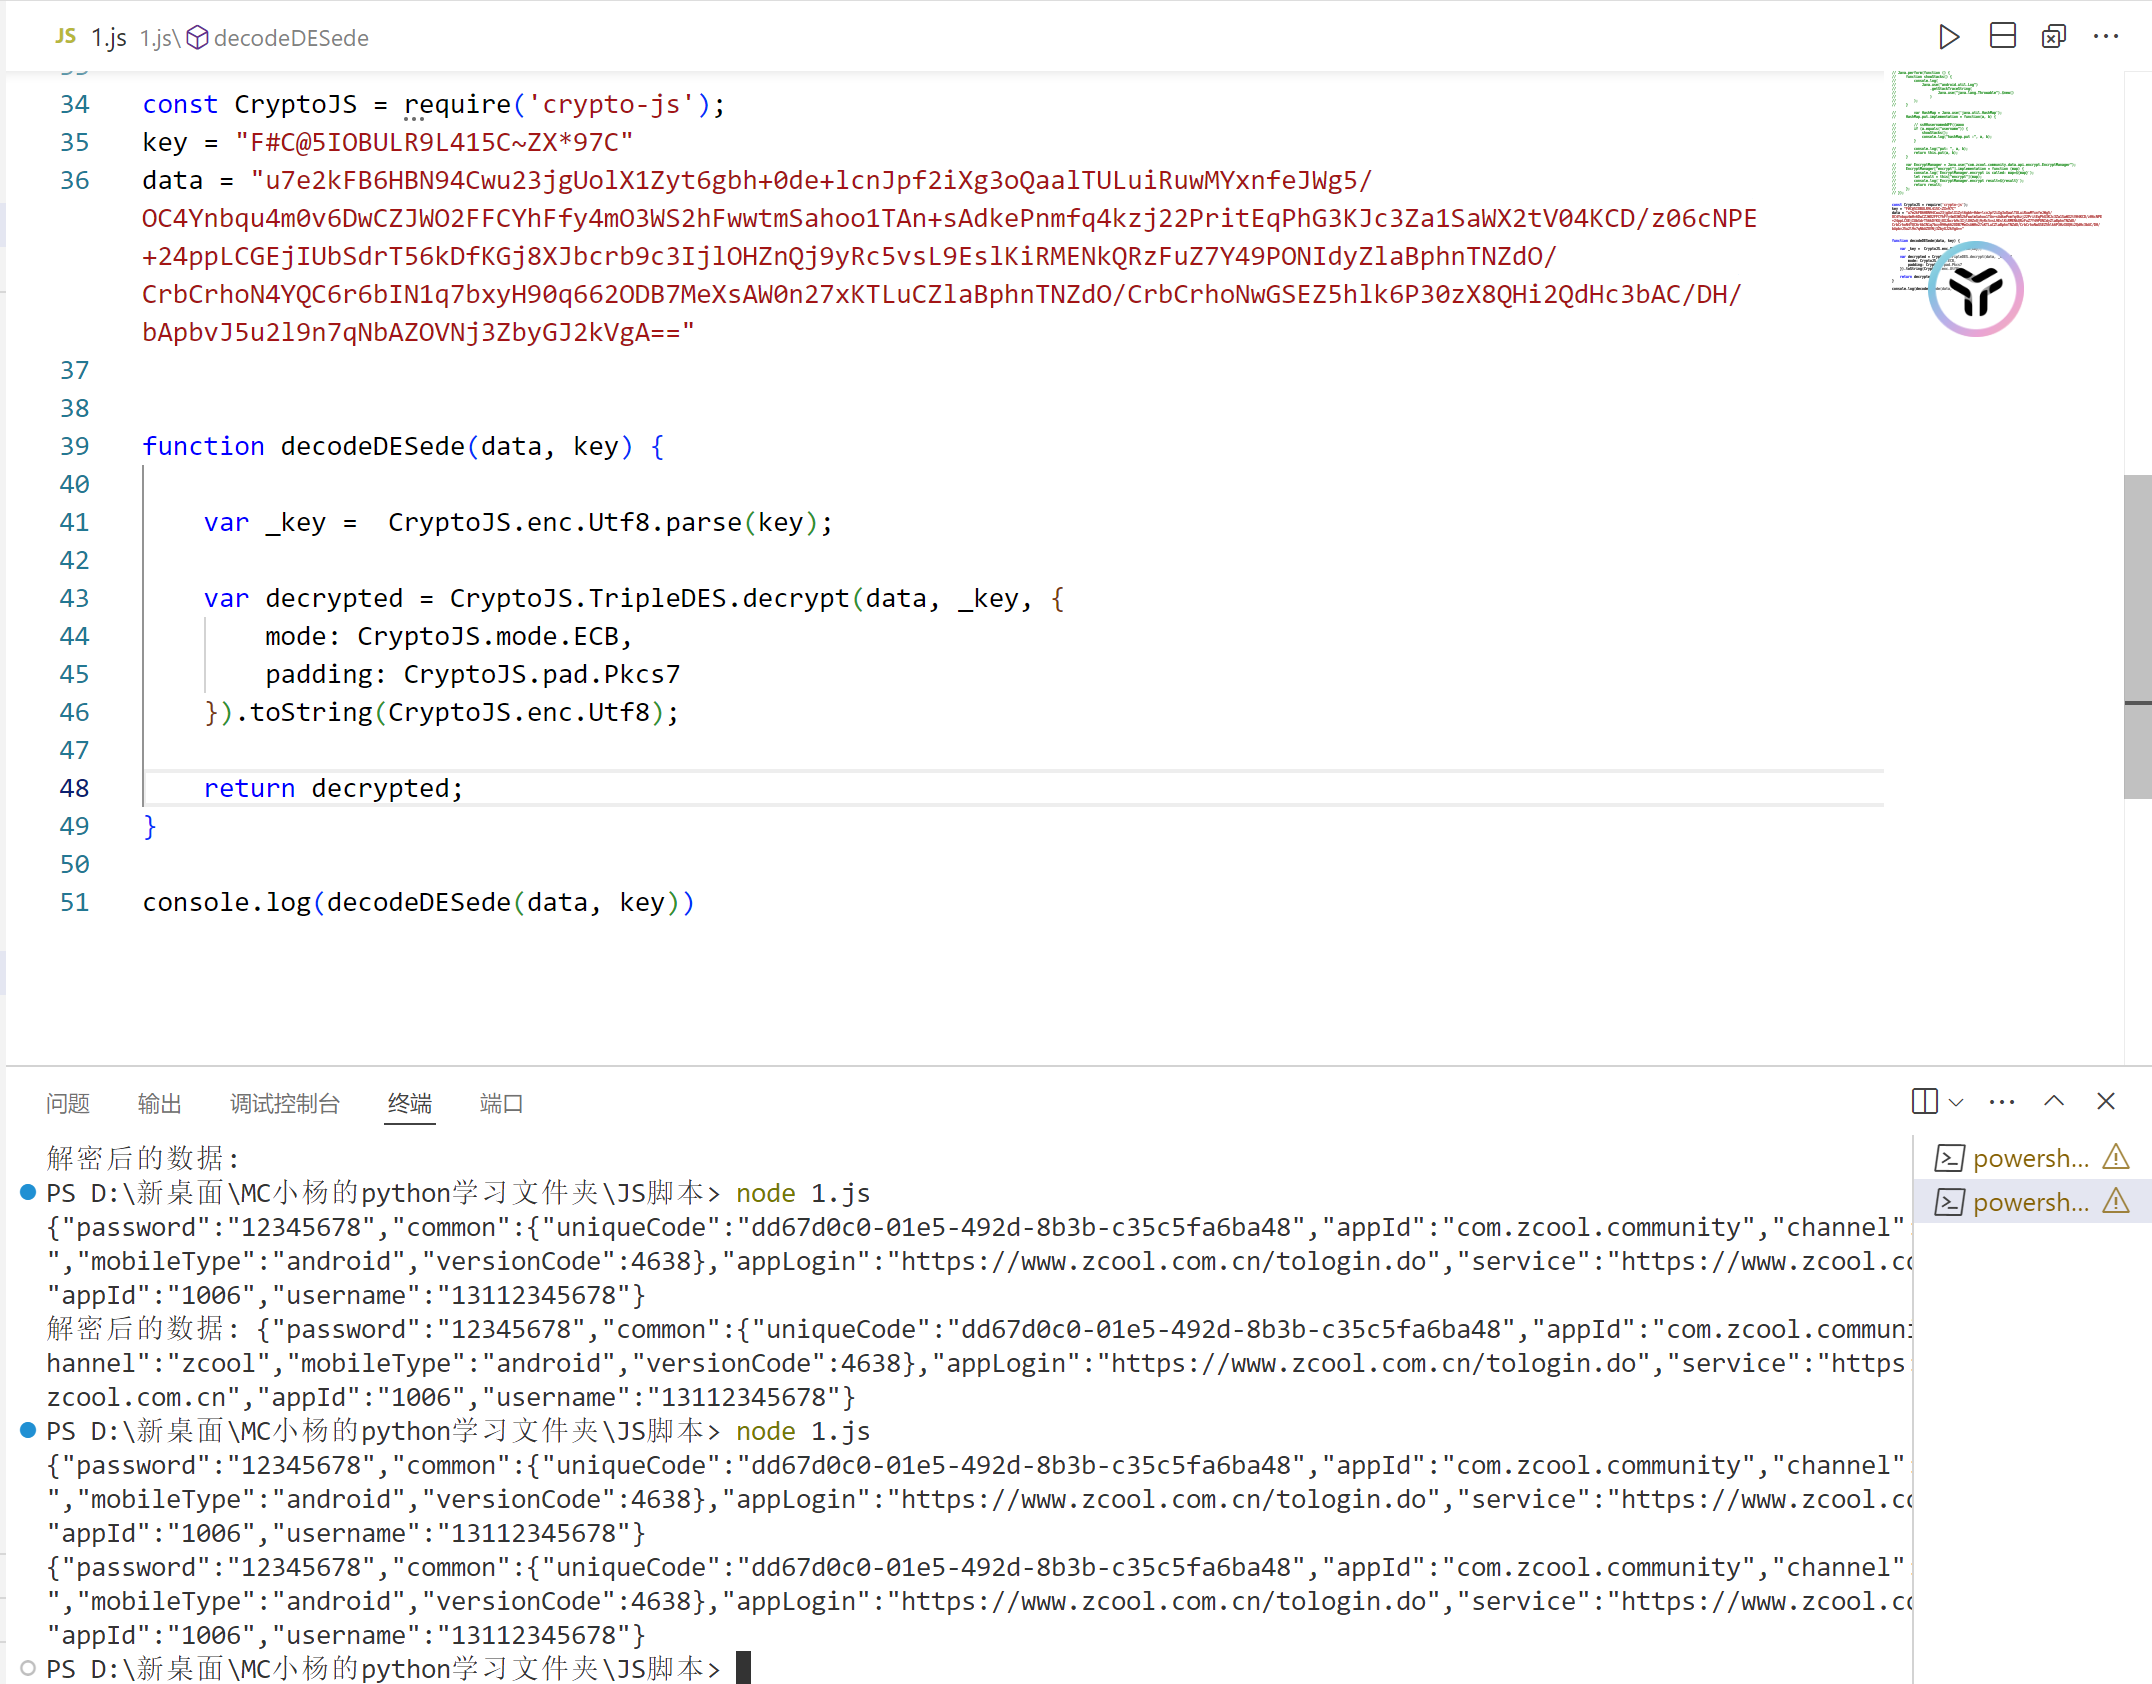 JS 1.js 1.js\decodeDESede
34 const CryptoJS = require('crypto-js');
35 key = "F#C@5IOBULR9L415C~ZX*97C"
36 data = "u7e2kFB6HBN94Cwu23jgUolX1Zyt6gbh+0de+lcnJpf2iXg3oQaalTULuiRuwMYxnfeJWg5/
OC4Ynbqu4m0v6DwCZJWO2FFCYhFfy4mO3WS2hFwwtmSahoo1TAn+sAdkePnmfq4kzj22PritEqPhG3KJc3Za1SaWX2tV04KCD/z06cNPE
+24ppLCGEjIUbSdrT56kDfKGj8XJbcrb9c3IjlOHZnQj9yRc5vsL9EslKiRMENkQRzFuZ7Y49PONIdyZlaBphnTNZdO/
CrbCrhoN4YQC6r6bIN1q7bxyH90q662ODB7MeXsAW0n27xKTLuCZlaBphnTNZdO/CrbCrhoNwGSEZ5hlk6P30zX8QHi2QdHc3bAC/DH/
bApbvJ5u2l9n7qNbAZOVNj3ZbyGJ2kVgA=="
37
38
39 function decodeDESede(data, key) {
40
41 var _key =  CryptoJS.enc.Utf8.parse(key);
42
43 var decrypted = CryptoJS.TripleDES.decrypt(data, _key, {
44 mode: CryptoJS.mode.ECB,
45 padding: CryptoJS.pad.Pkcs7
46 }).toString(CryptoJS.enc.Utf8);
47
48 return decrypted;
49 }
50
51 console.log(decodeDESede(data, key))
问题 输出 调试控制台 终端 端口
解密后的数据:
PS D:\新桌面\MC小杨的python学习文件夹\JS脚本> node 1.js
{"password":"12345678","common":{"uniqueCode":"dd67d0c0-01e5-492d-8b3b-c35c5fa6ba48","appId":"com.zcool.community","channel"
","mobileType":"android","versionCode":4638},"appLogin":"https://www.zcool.com.cn/tologin.do","service":"https://www.zcool.co
"appId":"1006","username":"13112345678"}
解密后的数据: {"password":"12345678","common":{"uniqueCode":"dd67d0c0-01e5-492d-8b3b-c35c5fa6ba48","appId":"com.zcool.communi
hannel":"zcool","mobileType":"android","versionCode":4638},"appLogin":"https://www.zcool.com.cn/tologin.do","service":"https
zcool.com.cn","appId":"1006","username":"13112345678"}
PS D:\新桌面\MC小杨的python学习文件夹\JS脚本> node 1.js
{"password":"12345678","common":{"uniqueCode":"dd67d0c0-01e5-492d-8b3b-c35c5fa6ba48","appId":"com.zcool.community","channel"
","mobileType":"android","versionCode":4638},"appLogin":"https://www.zcool.com.cn/tologin.do","service":"https://www.zcool.co
"appId":"1006","username":"13112345678"}
{"password":"12345678","common":{"uniqueCode":"dd67d0c0-01e5-492d-8b3b-c35c5fa6ba48","appId":"com.zcool.community","channel"
","mobileType":"android","versionCode":4638},"appLogin":"https://www.zcool.com.cn/tologin.do","service":"https://www.zcool.co
"appId":"1006","username":"13112345678"}
PS D:\新桌面\MC小杨的python学习文件夹\JS脚本>
powersh...
powersh...